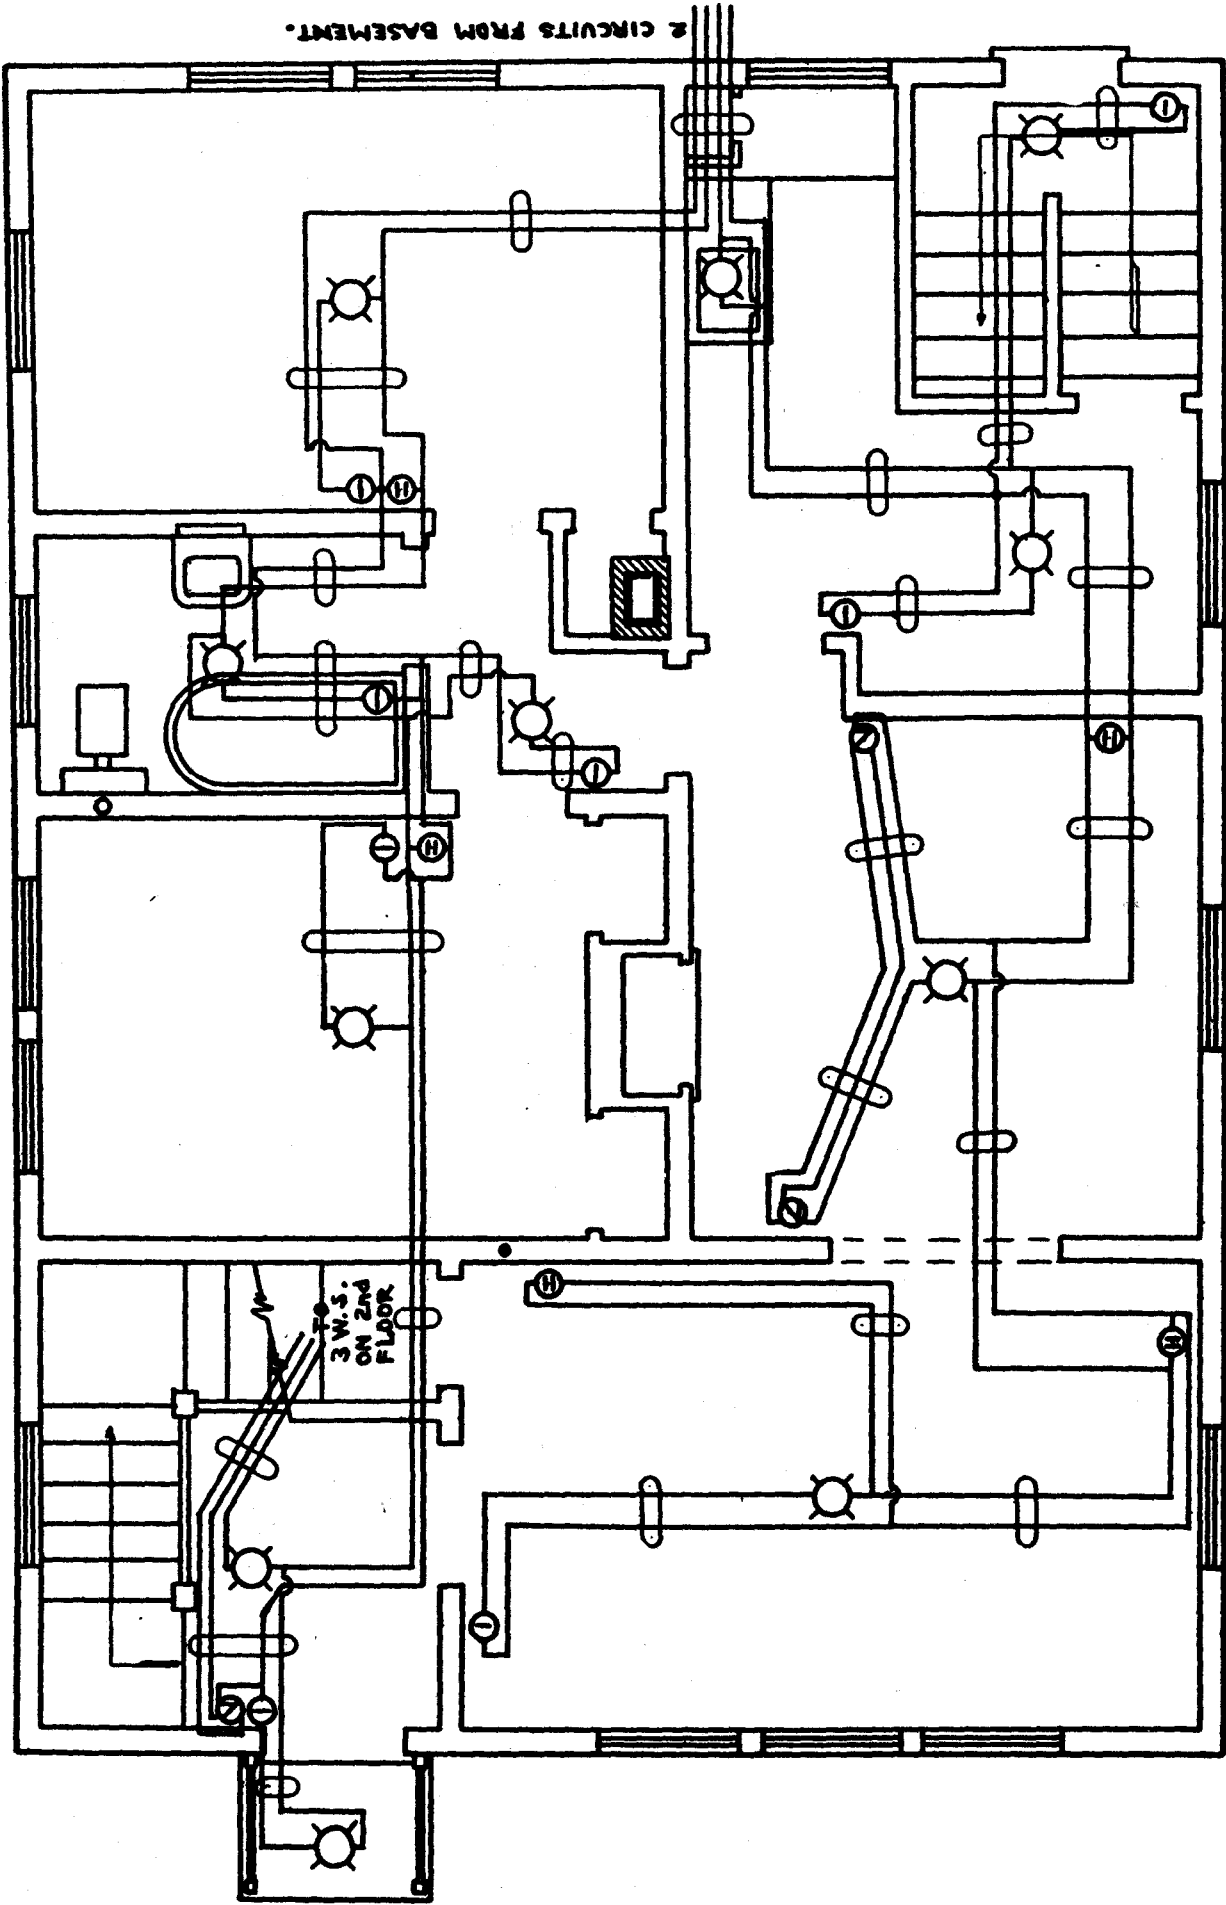 2 CIRCUITS FROM BASEMENT.
TO
3 W.S.
ON 2nd
FLOOR